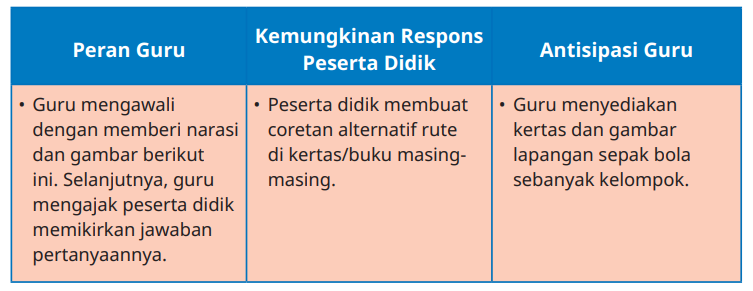 Peran Guru
Kemungkinan Respons
Peserta Didik
Antisipasi Guru
• Guru mengawali
dengan memberi narasi
dan gambar berikut
ini. Selanjutnya, guru
mengajak peserta didik
memikirkan jawaban
pertanyaannya.
• Peserta didik membuat
coretan alternatif rute
di kertas/buku masing-
masing.
• Guru menyediakan
kertas dan gambar
lapangan sepak bola
sebanyak kelompok.